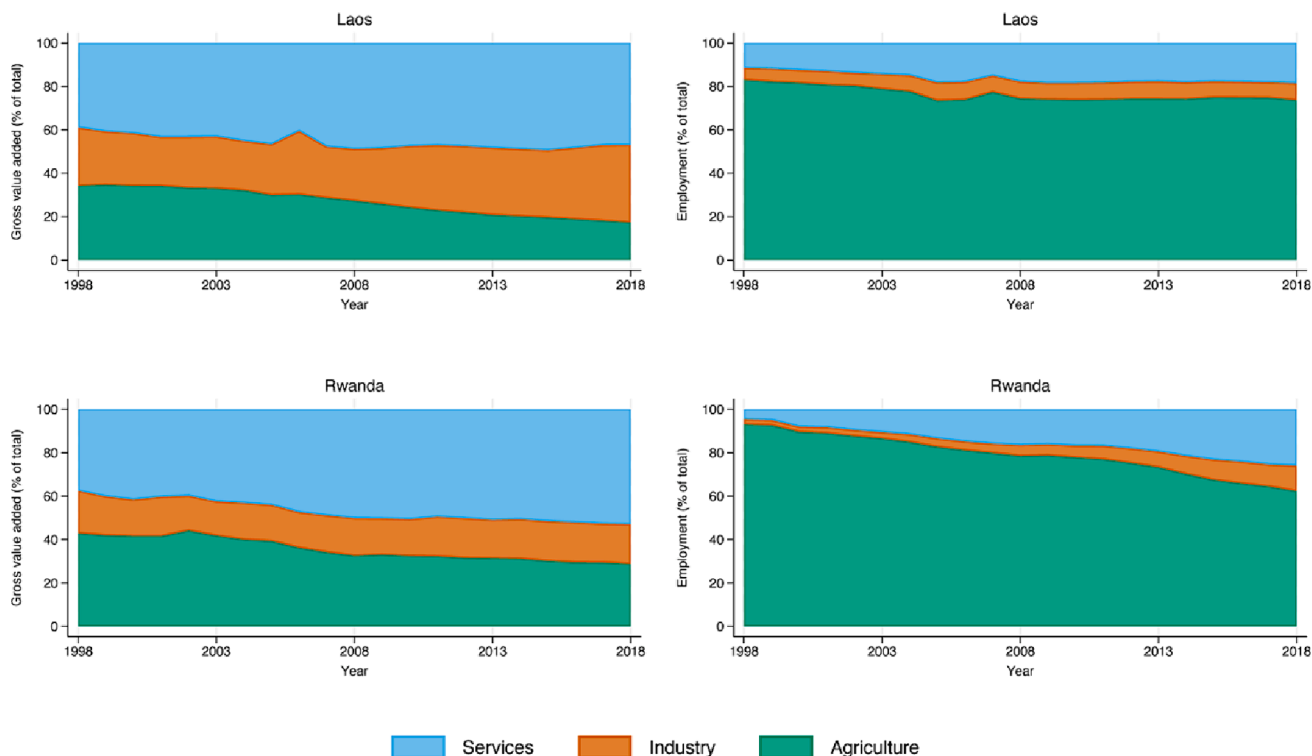 Laos
Gross value added (% of total)
100
80
60
40
20
0
1998 2003 2008 2013 2018
Year
Laos
Employment (% of total)
100
80
60
40
20
0
1998 2003 2008 2013 2018
Year
Rwanda
Gross value added (% of total)
100
80
60
40
20
0
1998 2003 2008 2013 2018
Year
Rwanda
Employment (% of total)
100
80
60
40
20
0
1998 2003 2008 2013 2018
Year
Services Industry Agriculture